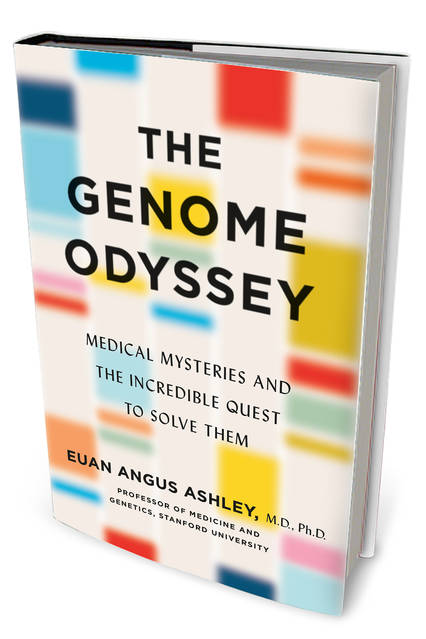 THE
GENOME
ODYSSEY
MEDICAL MYSTERIES AND
THE INCREDIBLE QUEST
TO SOLVE THEM
EUAN ANGUS ASHLEY, M.D., Ph.D.
PROFESSOR OF MEDICINE AND
GENETICS, STANFORD UNIVERSITY